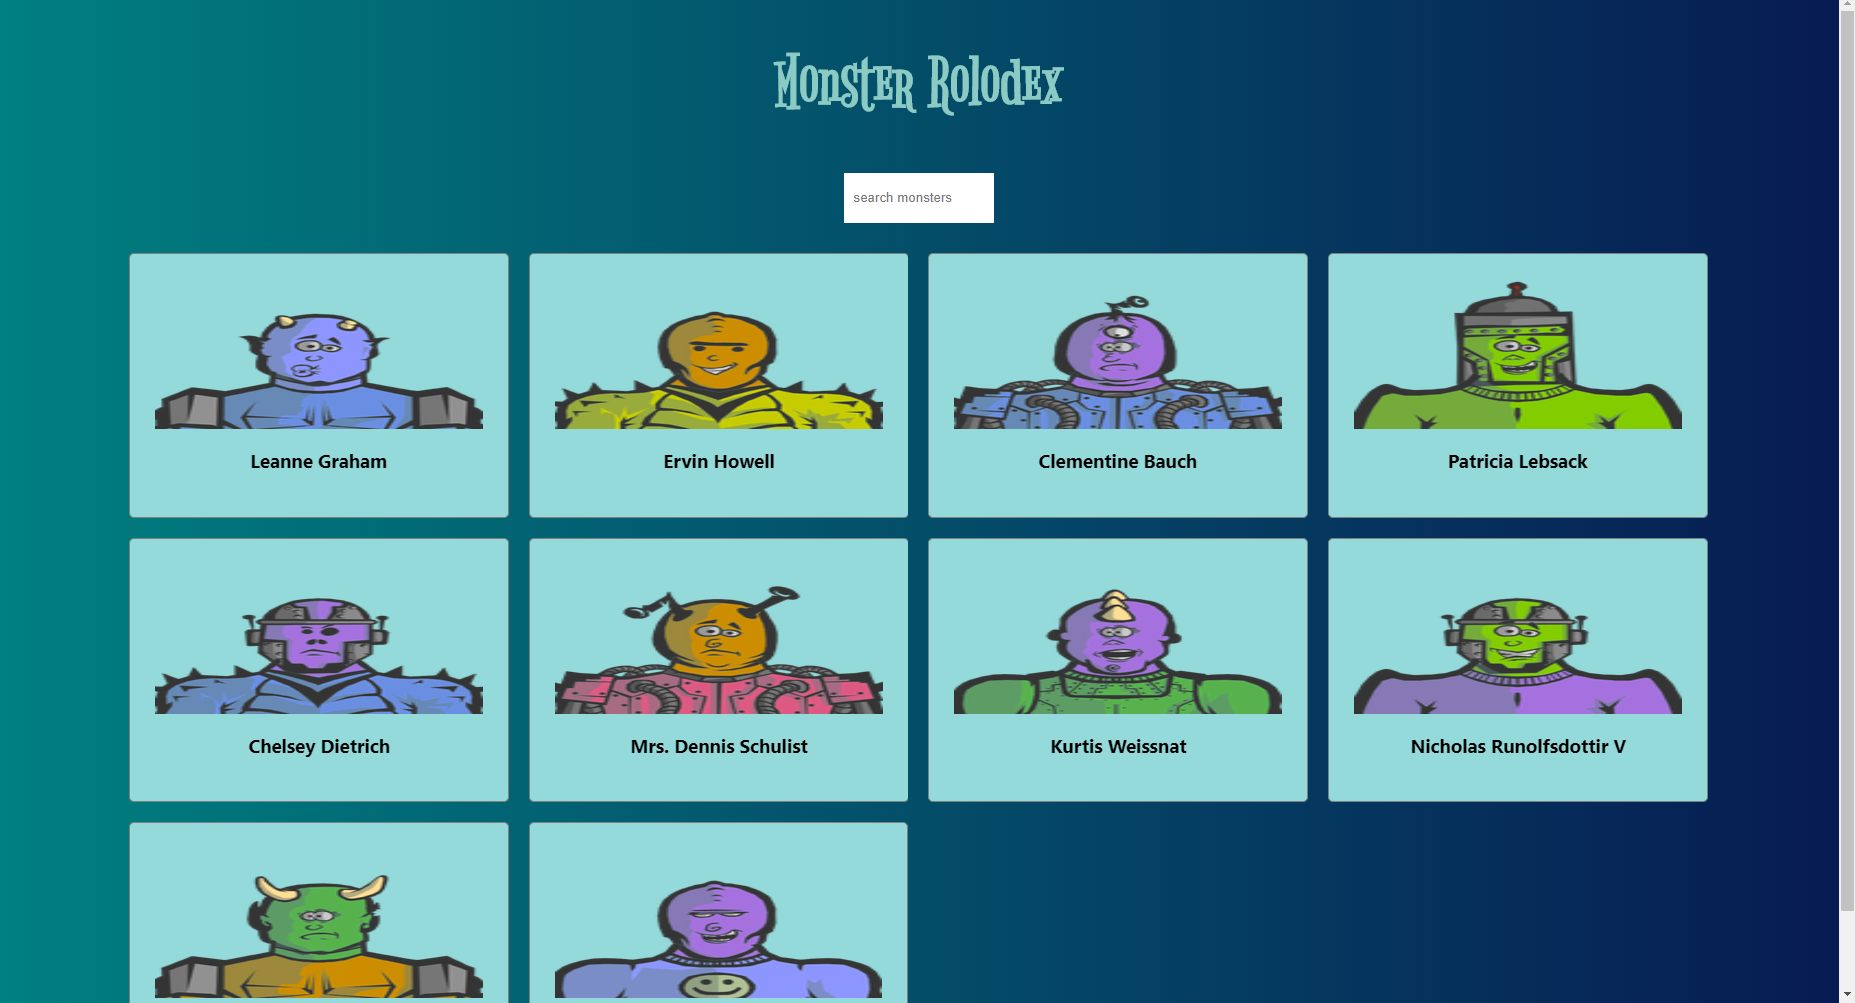 Monster Rolodex
search monsters
Leanne Graham
Ervin Howell
Clementine Bauch
Patricia Lebsack
Chelsey Dietrich
Mrs. Dennis Schulist
Kurtis Weissnat
Nicholas Runolfsdottir V